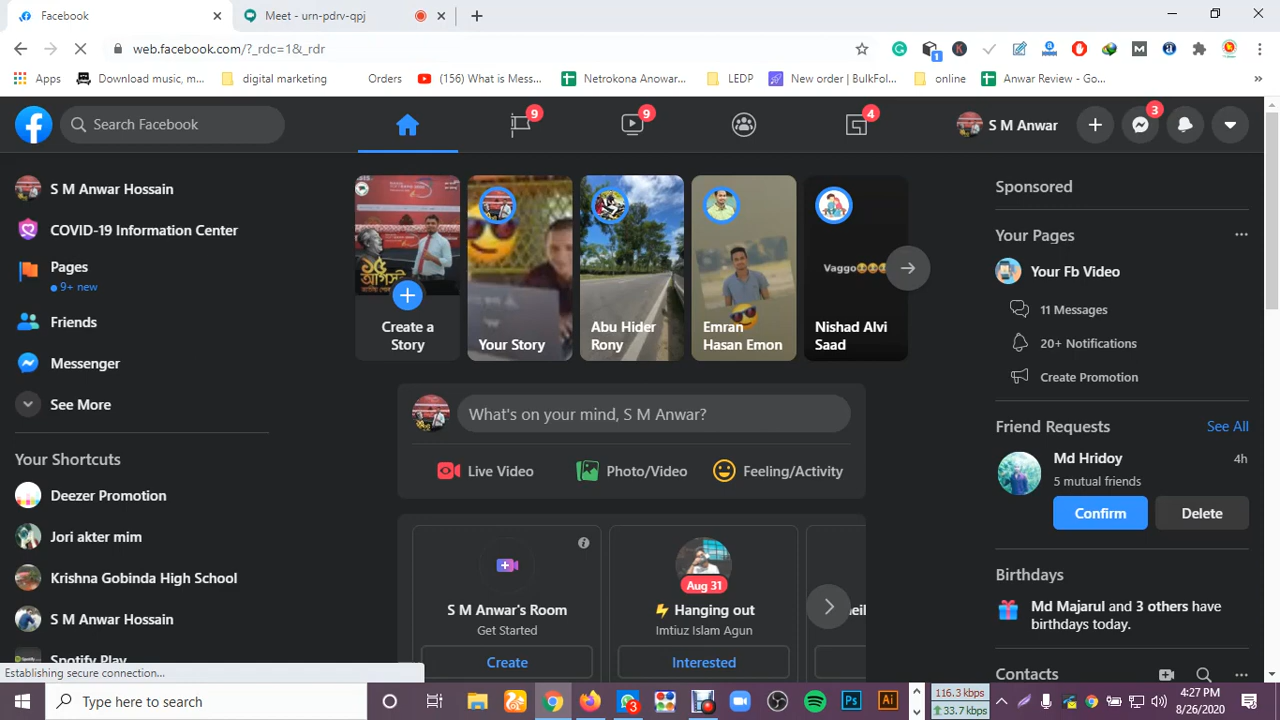 Facebook
Meet - urn-pdrv-qpj
web.facebook.com/?_rdc=1&_rdr
1
Apps
Download music, m...
digital marketing
Orders
(156) What is Mess...
Netrokona Anowar...
LEDP
New order | BulkFol...
online
Anwar Review - Go...
»
Search Facebook
9
9
4
S M Anwar
3
S M Anwar Hossain
COVID-19 Information Center
Pages
9+ new
Friends
Messenger
See More
Your Shortcuts
Deezer Promotion
Jori akter mim
Krishna Gobinda High School
S M Anwar Hossain
Spotify Play
Establishing secure connection...
১৫
আগস্ট
Create a
Story
Your Story
Abu Hider
Rony
Emran
Hasan Emon
Vaggo🥺🥺🥺
Nishad Alvi
Saad
What's on your mind, S M Anwar?
Live Video
Photo/Video
Feeling/Activity
S M Anwar's Room
Get Started
Create
Aug 31
⚡ Hanging out
Imtiuz Islam Agun
Interested
Sponsored
Your Pages
Your Fb Video
11 Messages
20+ Notifications
Create Promotion
Friend Requests
See All
Md Hridoy
4h
5 mutual friends
Confirm
Delete
Birthdays
Md Majarul and 3 others have
birthdays today.
Contacts
Type here to search
3
Ps
Ai
116.3 kbps
33.7 kbps
4:27 PM
8/26/2020